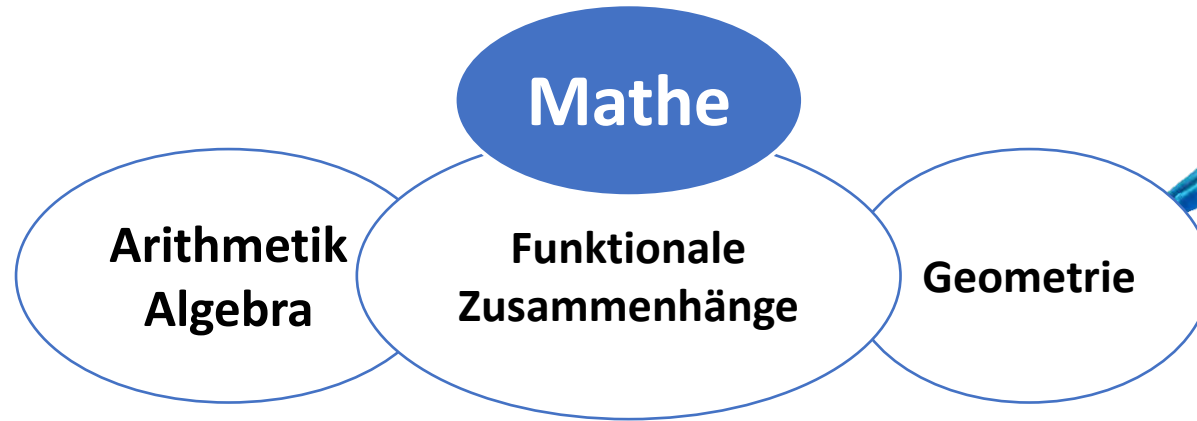 Mathe
Arithmetik
Algebra
Funktionale
Zusammenhänge
Geometrie